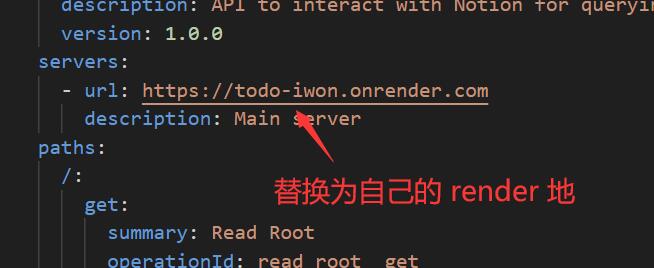 description: API to interact with Notion for queryin
version: 1.0.0
servers:
- url: https://todo-iwon.onrender.com
description: Main server
paths:
/:
get:
summary: Read Root
operationId: read_root__get
替换为自己的 render 地